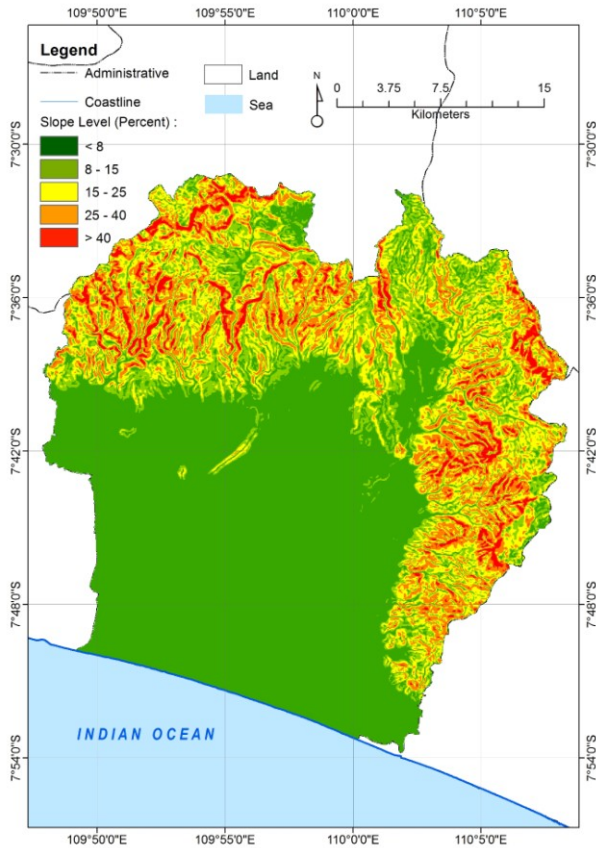 109°50'0"E 109°55'0"E 110°0'0"E 110°5'0"E
Legend
Administrative
Coastline
Land
Sea
Slope Level (Percent) :
< 8
8 - 15
15 - 25
25 - 40
> 40
N
0 3.75 7.5 15
Kilometers
7°30'0"S
7°30'0"S
7°36'0"S
7°36'0"S
7°42'0"S
7°42'0"S
7°48'0"S
7°48'0"S
7°54'0"S
7°54'0"S
INDIAN OCEAN
109°50'0"E 109°55'0"E 110°0'0"E 110°5'0"E